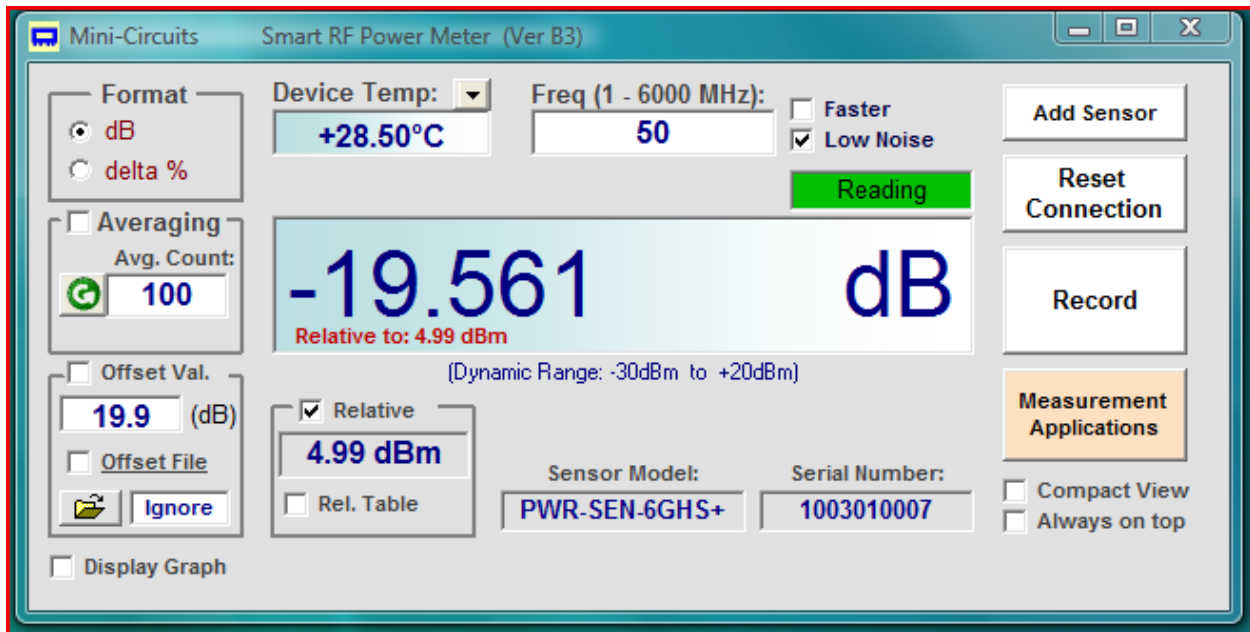 Mini-Circuits Smart RF Power Meter (Ver B3)
Format
dB
delta %
Device Temp:
+28.50°C
Freq (1 - 6000 MHz):
50
Faster
Low Noise
Reading
Add Sensor
Reset
Connection
Averaging
Avg. Count:
100
-19.561 dB
Relative to: 4.99 dBm
Record
(Dynamic Range: -30dBm to +20dBm)
Offset Val.
19.9 (dB)
Offset File
Ignore
Relative
4.99 dBm
Rel. Table
Sensor Model:
PWR-SEN-6GHS+
Serial Number:
1003010007
Measurement
Applications
Compact View
Always on top
Display Graph